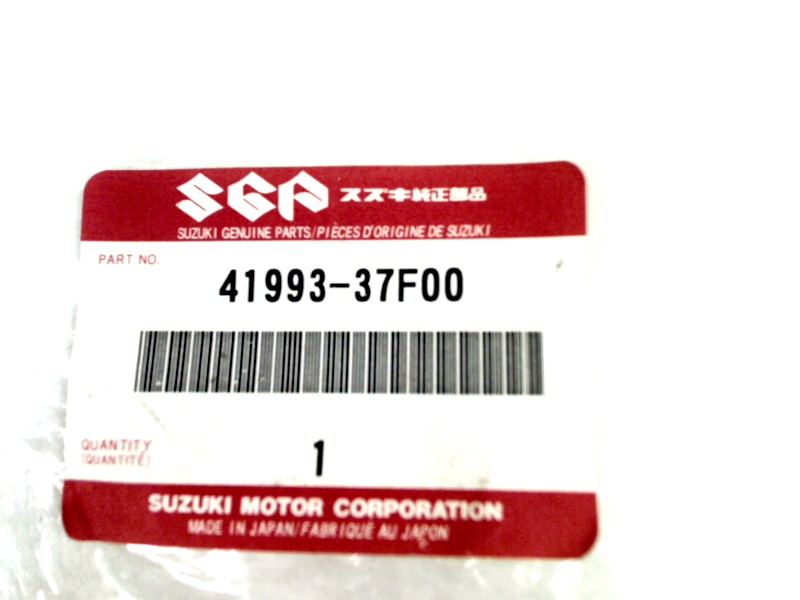 SGP スズキ純正部品
SUZUKI GENUINE PARTS/PIÈCES D'ORIGINE DE SUZUKI
PART NO.
41993-37F00
QUANTITY
(QUANTITÉ)
1
SUZUKI MOTOR CORPORATION
MADE IN JAPAN/FABRIQUE AU JAPON